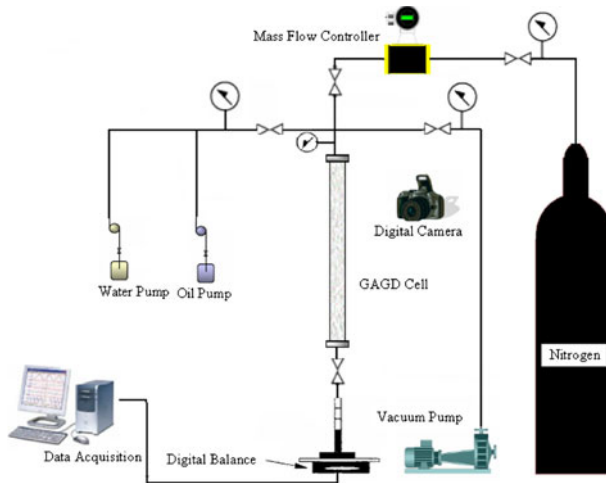 Mass Flow Controller
Digital Camera
Water Pump
Oil Pump
GAGD Cell
Nitrogen
Vacuum Pump
Data Acquisition
Digital Balance